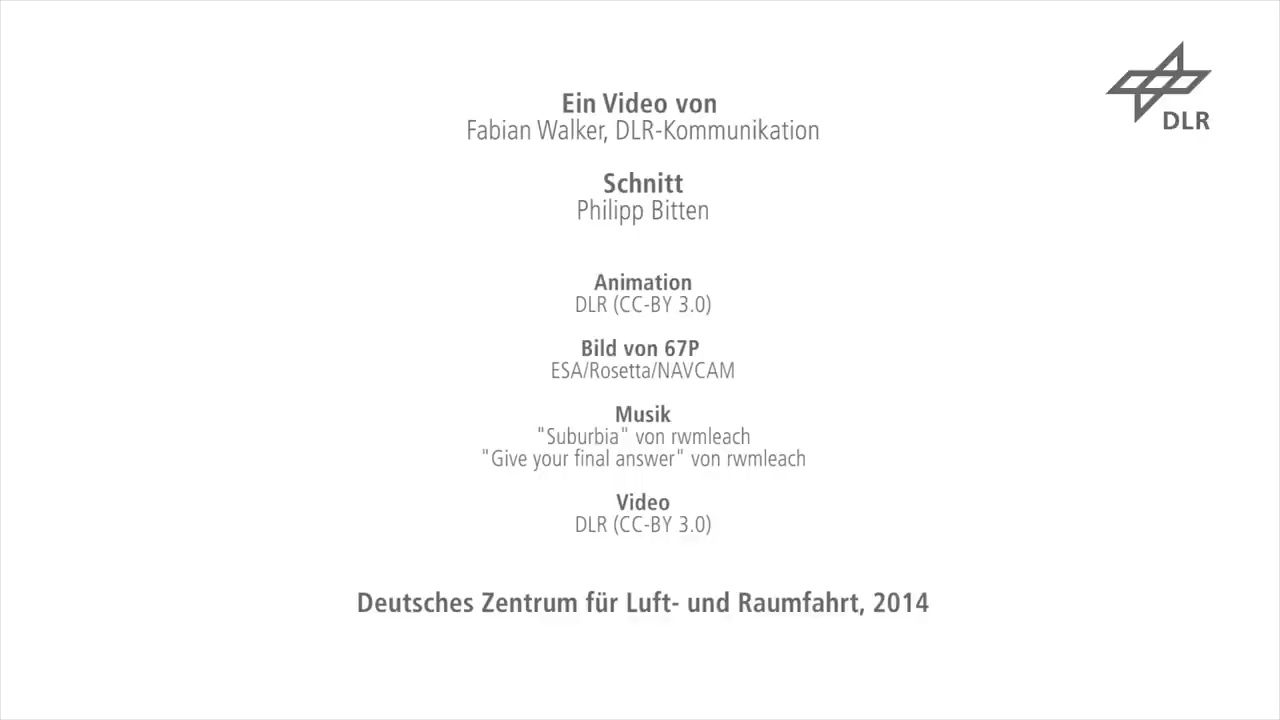 DLR
Ein Video von
Fabian Walker, DLR-Kommunikation
Schnitt
Philipp Bitten
Animation
DLR (CC-BY 3.0)
Bild von 67P
ESA/Rosetta/NAVCAM
Musik
"Suburbia" von rwmleach
"Give your final answer" von rwmleach
Video
DLR (CC-BY 3.0)
Deutsches Zentrum für Luft- und Raumfahrt, 2014